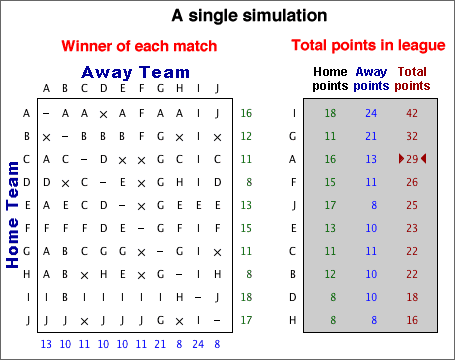 A single simulation
Winner of each match
Total points in league
Away Team
Home points
Away points
Total points
A B C D E F G H I J
Home Team
A – A A × A F A A I J 16
B × – B B B F G × I × 12
C A C – D × × G C I C 11
D D × C – E × G H I D 8
E A E C D – × G E E E 13
F F F × × × – G F I F 15
G A B C G G × – G I × 11
H A B × H E × G – I H 8
I I B I I I I I H – J 18
J J J × J × J G × I – 17
13 10 11 10 10 11 21 8 24 8
I 18 24 42
G 11 21 32
A 16 13 29
F 15 11 26
J 17 8 25
E 13 10 23
C 11 11 22
B 12 10 22
D 8 10 18
H 8 8 16